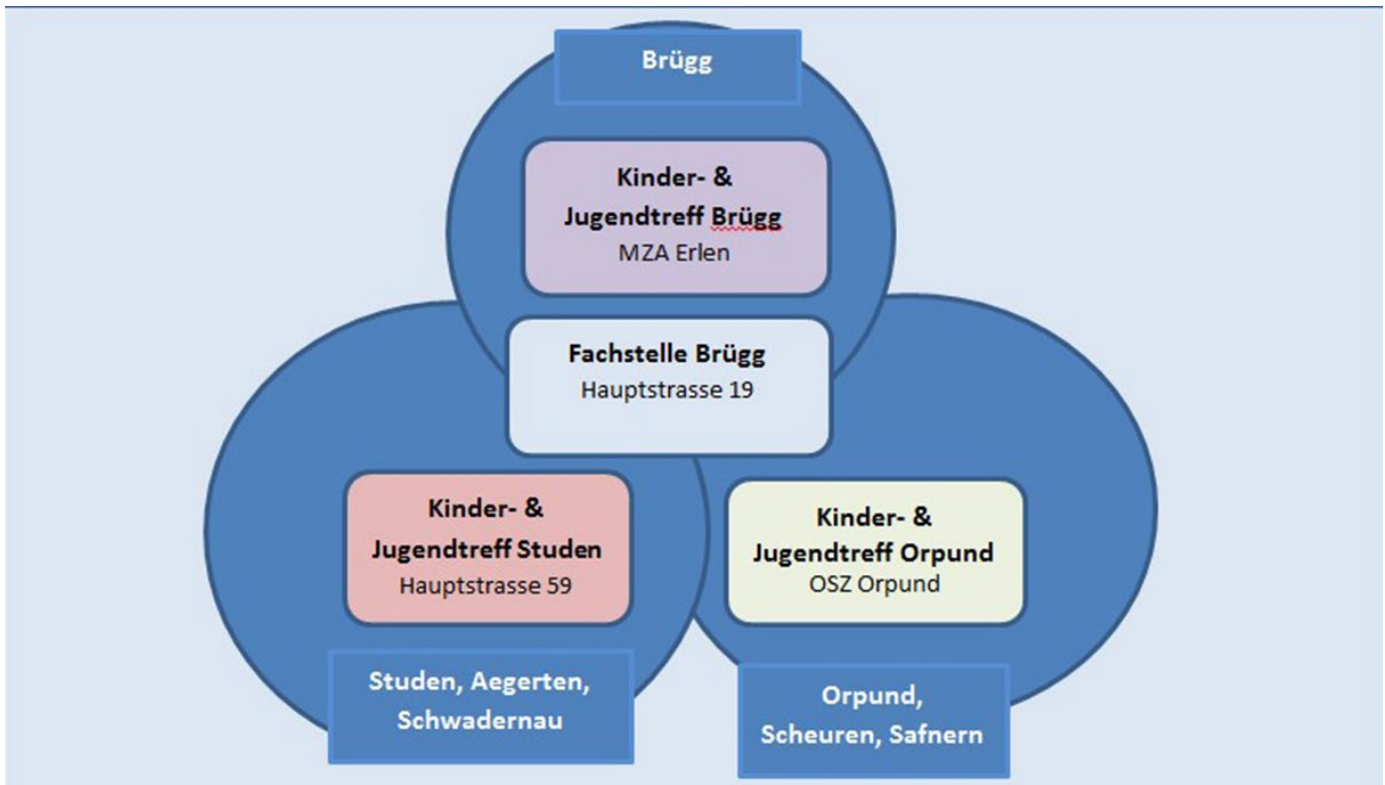 Brügg
Kinder- &
Jugendtreff Brügg
MZA Erlen
Fachstelle Brügg
Hauptstrasse 19
Kinder- &
Jugendtreff Studen
Hauptstrasse 59
Kinder- &
Jugendtreff Orpund
OSZ Orpund
Studen, Aegerten,
Schwadernau
Orpund,
Scheuren, Safnern